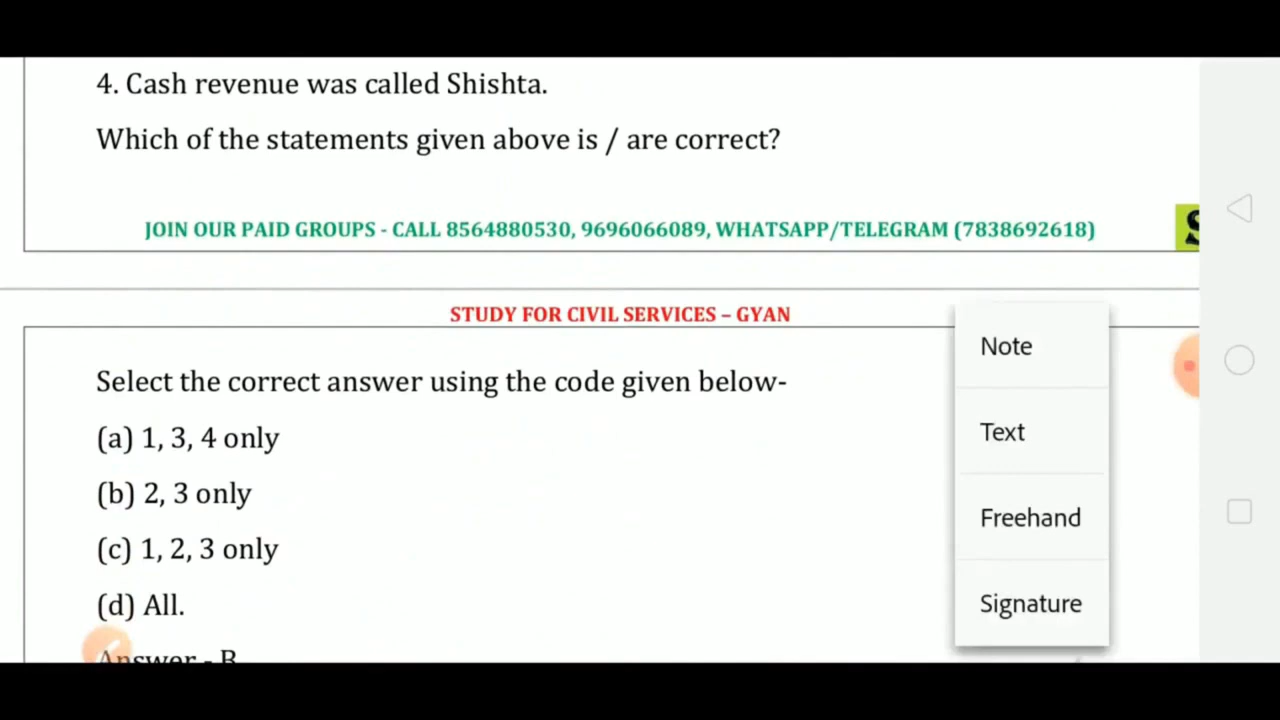 4. Cash revenue was called Shishta.
Which of the statements given above is / are correct?
JOIN OUR PAID GROUPS - CALL 8564880530, 9696066089, WHATSAPP/TELEGRAM (7838692618)
S
STUDY FOR CIVIL SERVICES – GYAN
Select the correct answer using the code given below-
(a) 1, 3, 4 only
(b) 2, 3 only
(c) 1, 2, 3 only
(d) All.
Answer - B
Note
Text
Freehand
Signature